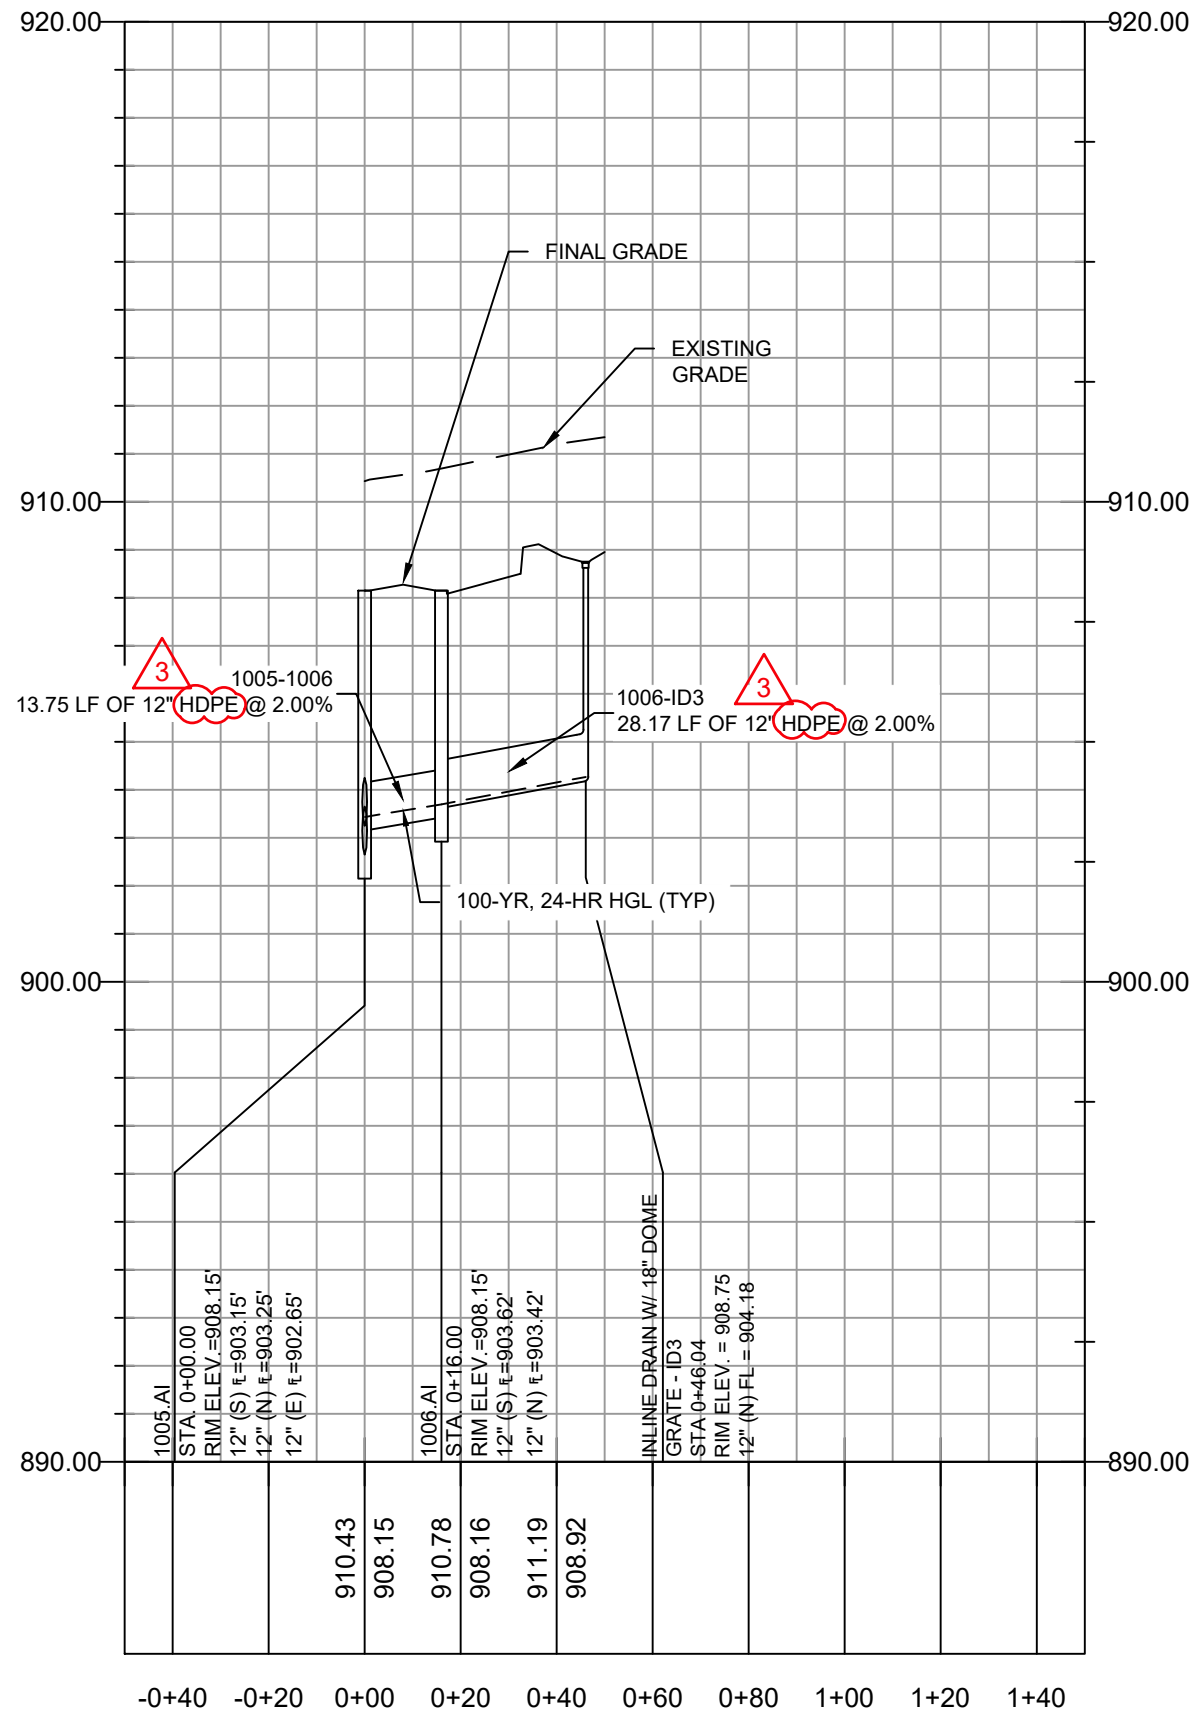 920.00
920.00
FINAL GRADE
EXISTING
GRADE
910.00
910.00
3
1005-1006
13.75 LF OF 12" HDPE @ 2.00%
3
1006-ID3
28.17 LF OF 12" HDPE @ 2.00%
100-YR, 24-HR HGL (TYP)
900.00
900.00
1005.AI
STA. 0+00.00
RIM ELEV.=908.15'
12" (S) FL=903.15'
12" (N) FL=903.25'
12" (E) FL=902.65'
1006.AI
STA. 0+16.00
RIM ELEV.=908.15'
12" (S) FL=903.62'
12" (N) FL=903.42'
INLINE DRAIN W/ 18" DOME
GRATE - ID3
STA 0+46.04
RIM ELEV. = 908.75
12" (N) FL = 904.18
890.00
890.00
910.43
908.15
910.78
908.16
911.19
908.92
-0+40
-0+20
0+00
0+20
0+40
0+60
0+80
1+00
1+20
1+40